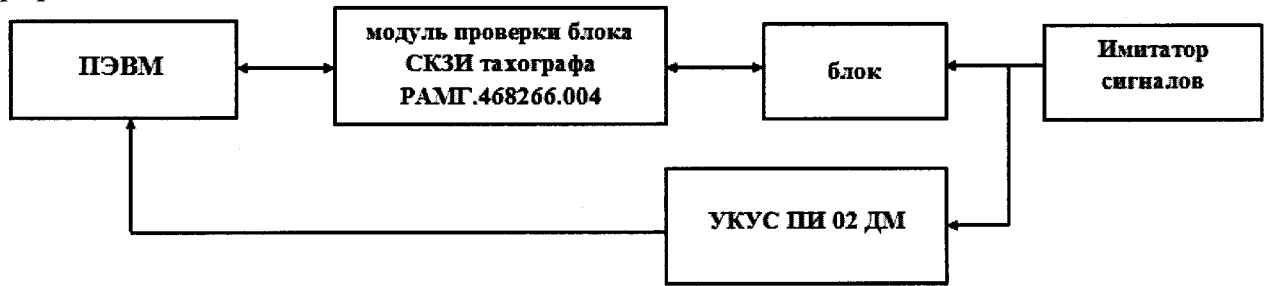 ПЭВМ
модуль проверки блока
СКЗИ тахографа
РАМГ.468266.004
блок
Имитатор
сигналов
УКУС ПИ 02 ДМ